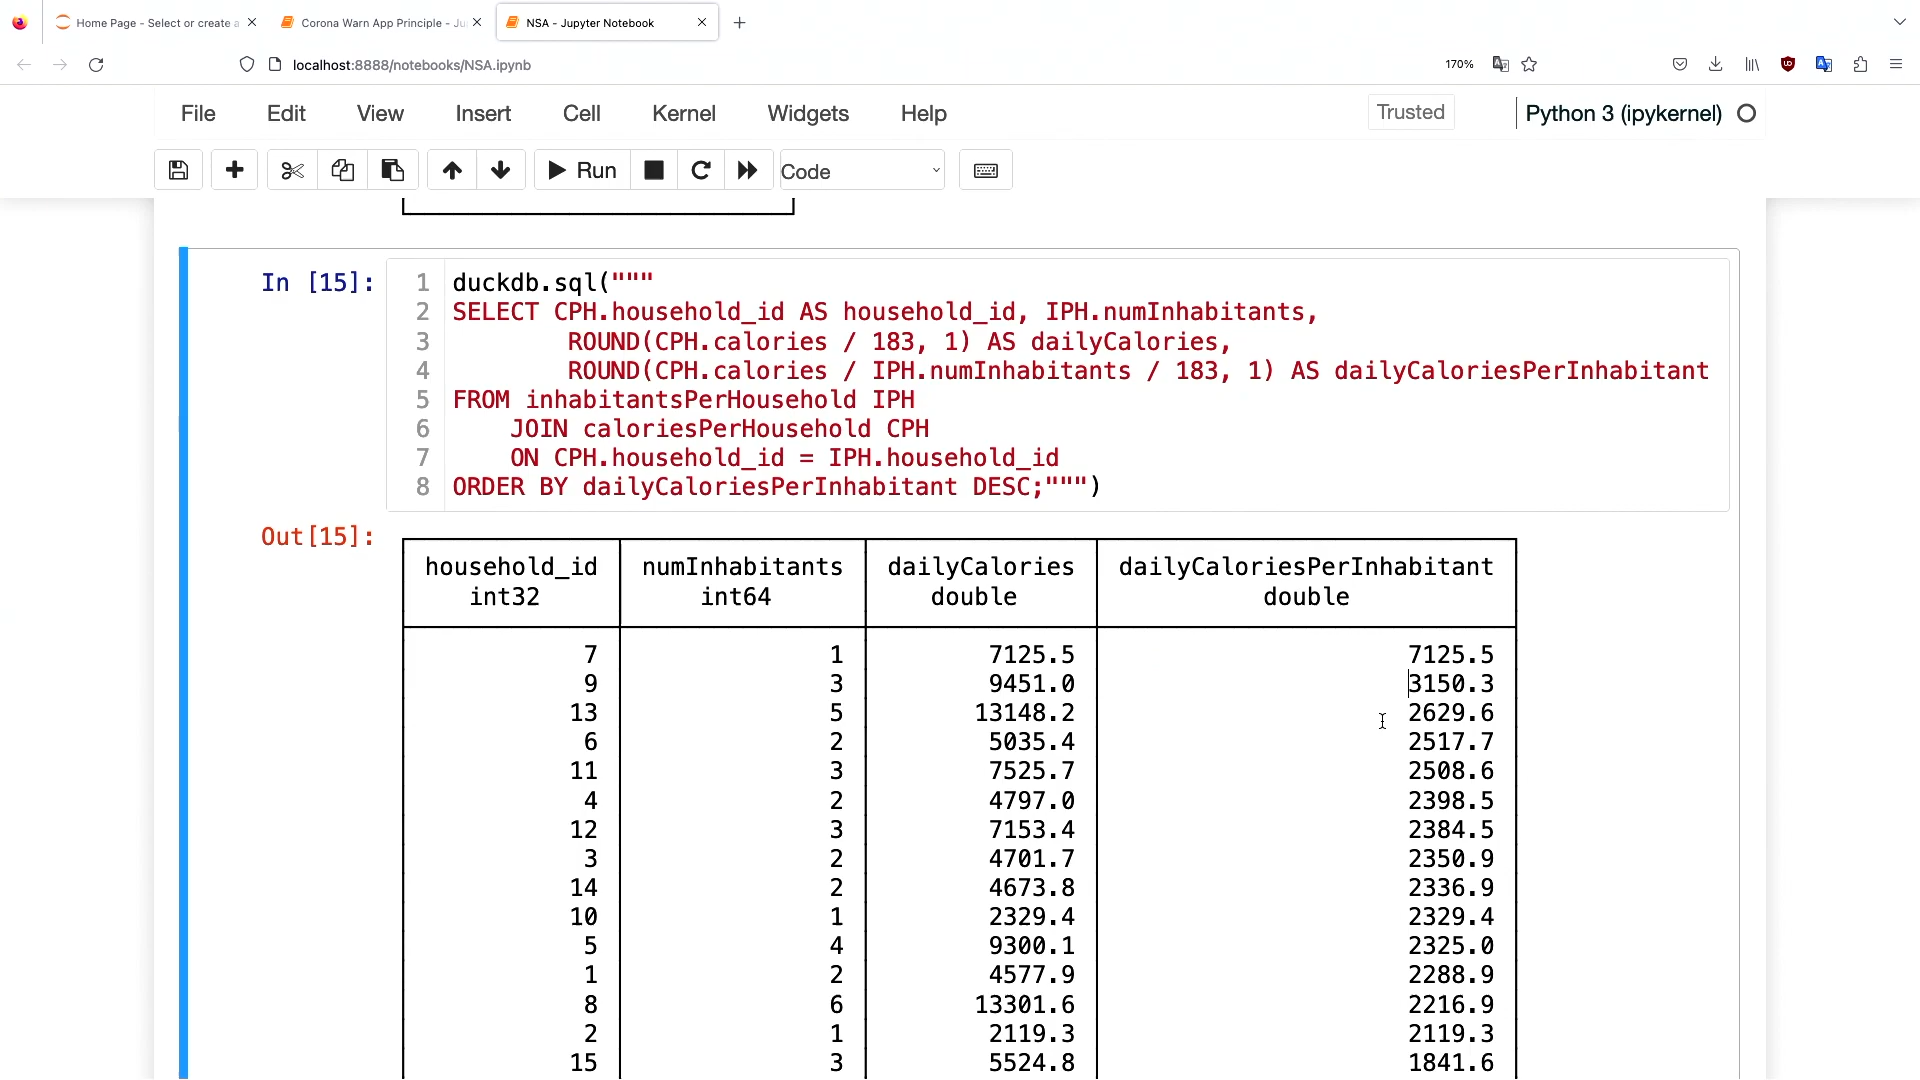 Home Page - Select or create a
Corona Warn App Principle - Ju
NSA - Jupyter Notebook
localhost:8888/notebooks/NSA.ipynb
170%
File Edit View Insert Cell Kernel Widgets Help
Trusted
Python 3 (ipykernel)
Run
Code
In [15]:
1 duckdb.sql("""
2 SELECT CPH.household_id AS household_id, IPH.numInhabitants,
3 ROUND(CPH.calories / 183, 1) AS dailyCalories,
4 ROUND(CPH.calories / IPH.numInhabitants / 183, 1) AS dailyCaloriesPerInhabitant
5 FROM inhabitantsPerHousehold IPH
6 JOIN caloriesPerHousehold CPH
7 ON CPH.household_id = IPH.household_id
8 ORDER BY dailyCaloriesPerInhabitant DESC;""")
Out[15]:
household_id numInhabitants dailyCalories dailyCaloriesPerInhabitant
int32 int64 double double
7 1 7125.5 7125.5
9 3 9451.0 3150.3
13 5 13148.2 2629.6
6 2 5035.4 2517.7
11 3 7525.7 2508.6
4 2 4797.0 2398.5
12 3 7153.4 2384.5
3 2 4701.7 2350.9
14 2 4673.8 2336.9
10 1 2329.4 2329.4
5 4 9300.1 2325.0
1 2 4577.9 2288.9
8 6 13301.6 2216.9
2 1 2119.3 2119.3
15 3 5524.8 1841.6